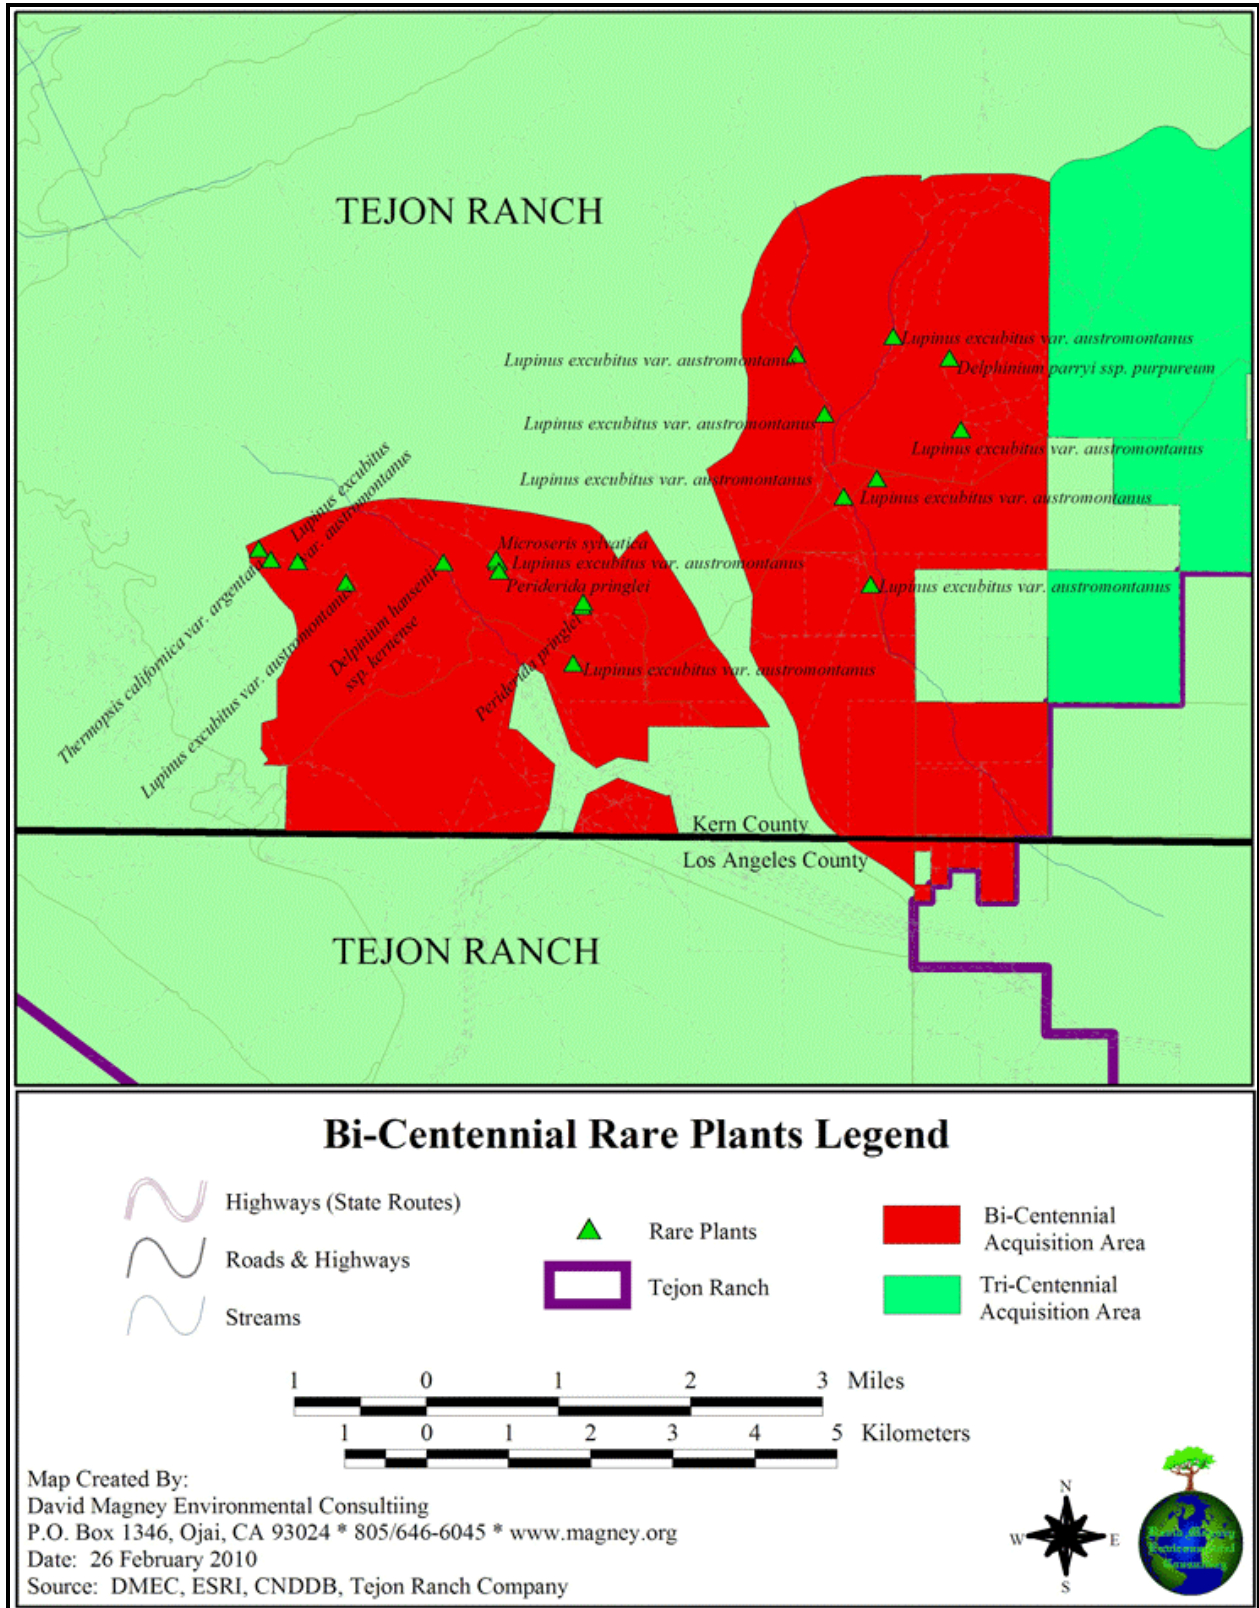 TEJON RANCH
Lupinus excubitus var. austromontanus
Lupinus excubitus var. austromontanus
Delphinium parryi ssp. purpureum
Lupinus excubitus var. austromontanus
Lupinus excubitus var. austromontanus
Lupinus excubitus var. austromontanus
Lupinus excubitus var. austromontanus
Lupinus excubitus
var. austromontanus
Microseris sylvatica
Lupinus excubitus var. austromontanus
Periderida pringlei
Lupinus excubitus var. austromontanus
Thermopsis californica var. argentata
Lupinus excubitus var. austromontanus
Delpinium hansenii
ssp. kernense
Periderida pringlei
Lupinus excubitus var. austromontanus
Kern County
Los Angeles County
TEJON RANCH
Bi-Centennial Rare Plants Legend
Highways (State Routes)
Roads & Highways
Streams
Rare Plants
Tejon Ranch
Bi-Centennial
Acquisition Area
Tri-Centennial
Acquisition Area
1 0 1 2 3 Miles
1 0 1 2 3 4 5 Kilometers
Map Created By:
David Magney Environmental Consultiing
P.O. Box 1346, Ojai, CA 93024 * 805/646-6045 * www.magney.org
Date: 26 February 2010
Source: DMEC, ESRI, CNDDB, Tejon Ranch Company
N
W E
S
David Magney
Environmental
Consulting